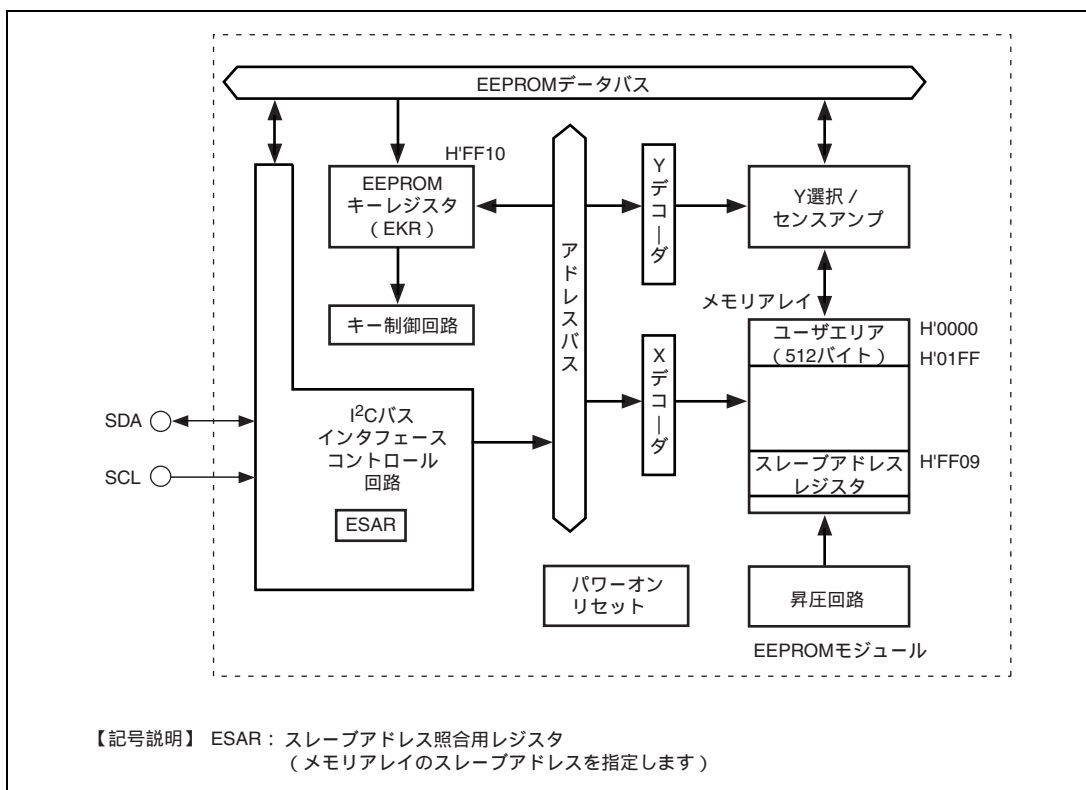 EEPROMデータバス
H'FF10
EEPROM
キーレジスタ
（EKR）
キー制御回路
アドレスバス
Yデコーダ
Y選択 /
センスアンプ
メモリアレイ
ユーザエリア
（512バイト）
H'0000
H'01FF
Xデコーダ
スレーブアドレス
レジスタ
H'FF09
SDA
SCL
I²Cバス
インタフェース
コントロール
回路
ESAR
パワーオン
リセット
昇圧回路
EEPROMモジュール
【記号説明】 ESAR： スレーブアドレス照合用レジスタ
（メモリアレイのスレーブアドレスを指定します）